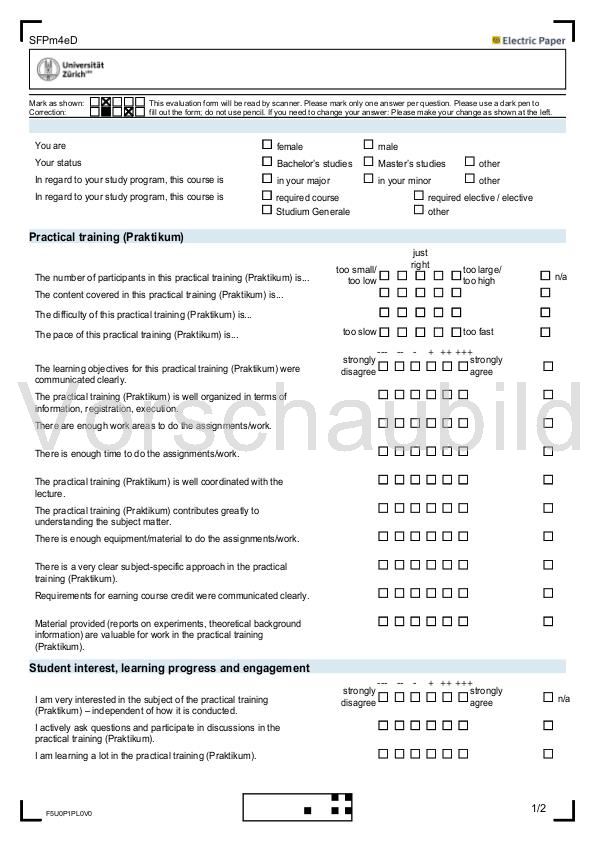 SFPm4eD
Electric Paper
Universität
Zürich
Mark as shown: This evaluation form will be read by scanner. Please mark only one answer per question. Please use a dark pen to
Correction: fill out the form; do not use pencil. If you need to change your answer: Please make your change as shown at the left.
You are female male
Your status Bachelor's studies Master's studies other
In regard to your study program, this course is in your major in your minor other
In regard to your study program, this course is required course required elective / elective
Studium Generale other
Practical training (Praktikum)
just
right
The number of participants in this practical training (Praktikum) is... too small/ too low too large/ too high n/a
The content covered in this practical training (Praktikum) is...
The difficulty of this practical training (Praktikum) is...
The pace of this practical training (Praktikum) is... too slow too fast
--- -- - + ++ +++
The learning objectives for this practical training (Praktikum) were strongly strongly
communicated clearly. disagree agree
The practical training (Praktikum) is well organized in terms of
information, registration, execution.
There are enough work areas to do the assignments/work.
Vorschaubild
There is enough time to do the assignments/work.
The practical training (Praktikum) is well coordinated with the
lecture.
The practical training (Praktikum) contributes greatly to
understanding the subject matter.
There is enough equipment/material to do the assignments/work.
There is a very clear subject-specific approach in the practical
training (Praktikum).
Requirements for earning course credit were communicated clearly.
Material provided (reports on experiments, theoretical background
information) are valuable for work in the practical training
(Praktikum).
Student interest, learning progress and engagement
--- -- - + ++ +++
I am very interested in the subject of the practical training strongly strongly n/a
(Praktikum) – independent of how it is conducted. disagree agree
I actively ask questions and participate in discussions in the
practical training (Praktikum).
I am learning a lot in the practical training (Praktikum).
F5U0P1PL0V0
1/2